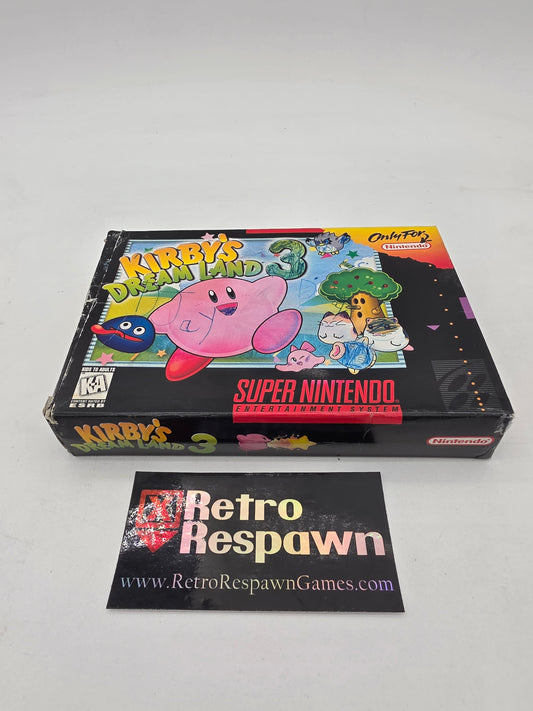 Only For
Nintendo
KIRBY'S
DREAM LAND 3
KIDS TO ADULTS
K-A
CONTENT RATED BY
ESRB
SUPER NINTENDO
ENTERTAINMENT SYSTEM
KIRBY'S
DREAM LAND 3
Nintendo
Retro
Respawn
www.RetroRespawnGames.com